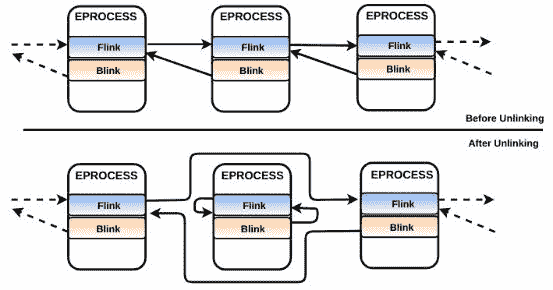 EPROCESS EPROCESS EPROCESS
Flink Flink Flink
Blink Blink Blink
Before Unlinking
After Unlinking
EPROCESS EPROCESS EPROCESS
Flink Flink Flink
Blink Blink Blink